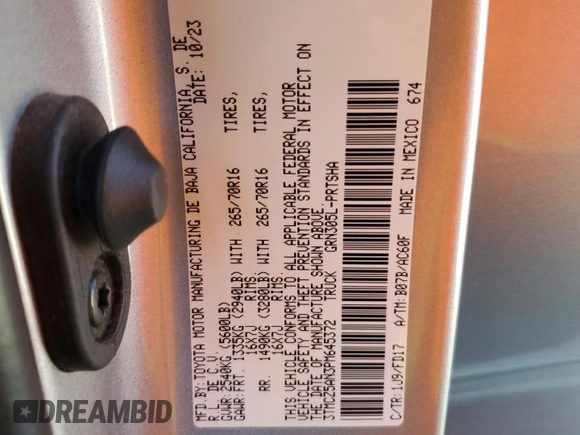 MFD.BY: TOYOTA MOTOR MANUFACTURING DE BAJA CALIFORNIA, S. DE
R.L. DE C.V. DATE: 10/23
GVWR: 2540KG (5600LB)
GAWR: FRT. 1335KG (2940LB) WITH 265/70R16 TIRES,
16X7J RIMS
RR. 1490KG (3280LB) WITH 265/70R16 TIRES,
16X7J RIMS
THIS VEHICLE CONFORMS TO ALL APPLICABLE FEDERAL MOTOR
VEHICLE SAFETY AND THEFT PREVENTION STANDARDS IN EFFECT ON
THE DATE OF MANUFACTURE SHOWN ABOVE.
3TMCZ5AN3PM645372 TRUCK GRN305L-PRTSHA
C/TR: 1J9/FD17 A/TM: B07B/AC60F MADE IN MEXICO 674
DIDIAUCTION
VEHICLE HISTORY